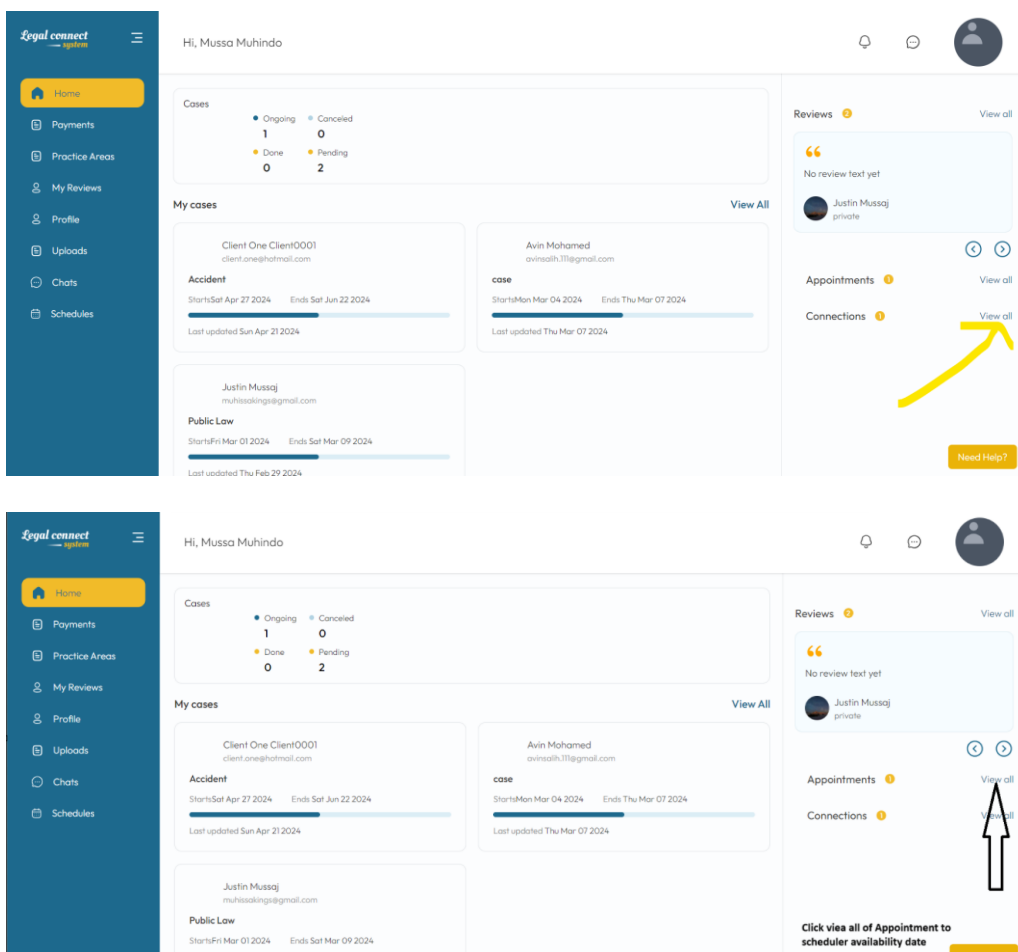 Legal connect
system
Hi, Mussa Muhindo
Home
Payments
Practice Areas
My Reviews
Profile
Uploads
Chats
Schedules
Cases
Ongoing Canceled
1 0
Done Pending
0 2
My cases View All
Client One Client0001
client.one@hotmail.com
Accident
StartsSat Apr 27 2024 Ends Sat Jun 22 2024
Last updated Sun Apr 21 2024
Avin Mohamed
avinsalih.111@gmail.com
case
StartsMon Mar 04 2024 Ends Thu Mar 07 2024
Last updated Thu Mar 07 2024
Justin Mussaj
muhissakings@gmail.com
Public Law
StartsFri Mar 01 2024 Ends Sat Mar 09 2024
Last updated Thu Feb 29 2024
Reviews 2 View all
No review text yet
Justin Mussaj
private
Appointments 1 View all
Connections 1 View all
Need Help?
Legal connect
system
Hi, Mussa Muhindo
Home
Payments
Practice Areas
My Reviews
Profile
Uploads
Chats
Schedules
Cases
Ongoing Canceled
1 0
Done Pending
0 2
My cases View All
Client One Client0001
client.one@hotmail.com
Accident
StartsSat Apr 27 2024 Ends Sat Jun 22 2024
Last updated Sun Apr 21 2024
Avin Mohamed
avinsalih.111@gmail.com
case
StartsMon Mar 04 2024 Ends Thu Mar 07 2024
Last updated Thu Mar 07 2024
Justin Mussaj
muhissakings@gmail.com
Public Law
StartsFri Mar 01 2024 Ends Sat Mar 09 2024
Reviews 2 View all
No review text yet
Justin Mussaj
private
Appointments 1 View all
Connections 1 View all
Click viea all of Appointment to
scheduler availability date